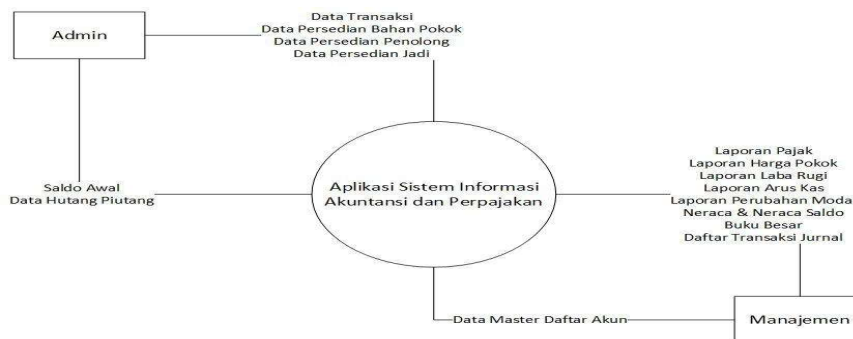 Admin
Data Transaksi
Data Persedian Bahan Pokok
Data Persedian Penolong
Data Persedian Jadi
Saldo Awal
Data Hutang Piutang
Aplikasi Sistem Informasi
Akuntansi dan Perpajakan
Laporan Pajak
Laporan Harga Pokok
Laporan Laba Rugi
Laporan Arus Kas
Laporan Perubahan Moda
Neraca & Neraca Saldo
Buku Besar
Daftar Transaksi Jurnal
Data Master Daftar Akun
Manajemen